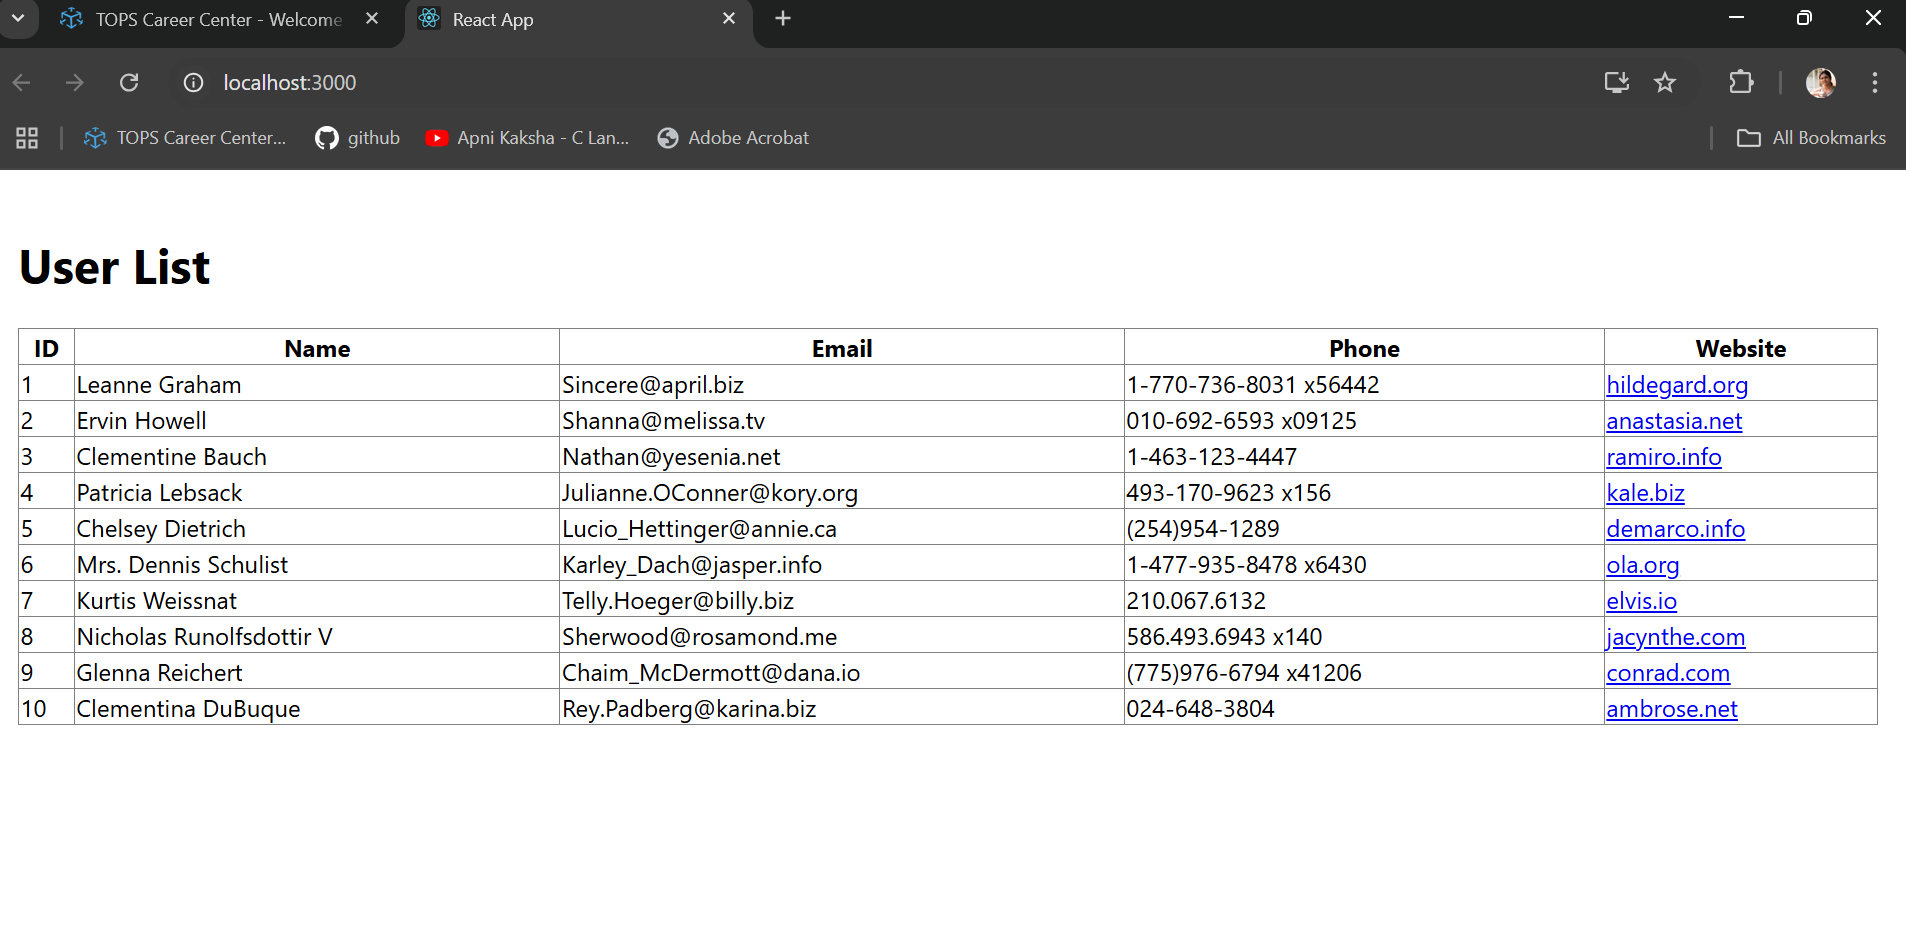 TOPS Career Center - Welcome
React App
localhost:3000
TOPS Career Center...
github
Apni Kaksha - C Lan...
Adobe Acrobat
All Bookmarks
User List
ID Name Email Phone Website
1 Leanne Graham Sincere@april.biz 1-770-736-8031 x56442 hildegard.org
2 Ervin Howell Shanna@melissa.tv 010-692-6593 x09125 anastasia.net
3 Clementine Bauch Nathan@yesenia.net 1-463-123-4447 ramiro.info
4 Patricia Lebsack Julianne.OConner@kory.org 493-170-9623 x156 kale.biz
5 Chelsey Dietrich Lucio_Hettinger@annie.ca (254)954-1289 demarco.info
6 Mrs. Dennis Schulist Karley_Dach@jasper.info 1-477-935-8478 x6430 ola.org
7 Kurtis Weissnat Telly.Hoeger@billy.biz 210.067.6132 elvis.io
8 Nicholas Runolfsdottir V Sherwood@rosamond.me 586.493.6943 x140 jacynthe.com
9 Glenna Reichert Chaim_McDermott@dana.io (775)976-6794 x41206 conrad.com
10 Clementina DuBuque Rey.Padberg@karina.biz 024-648-3804 ambrose.net